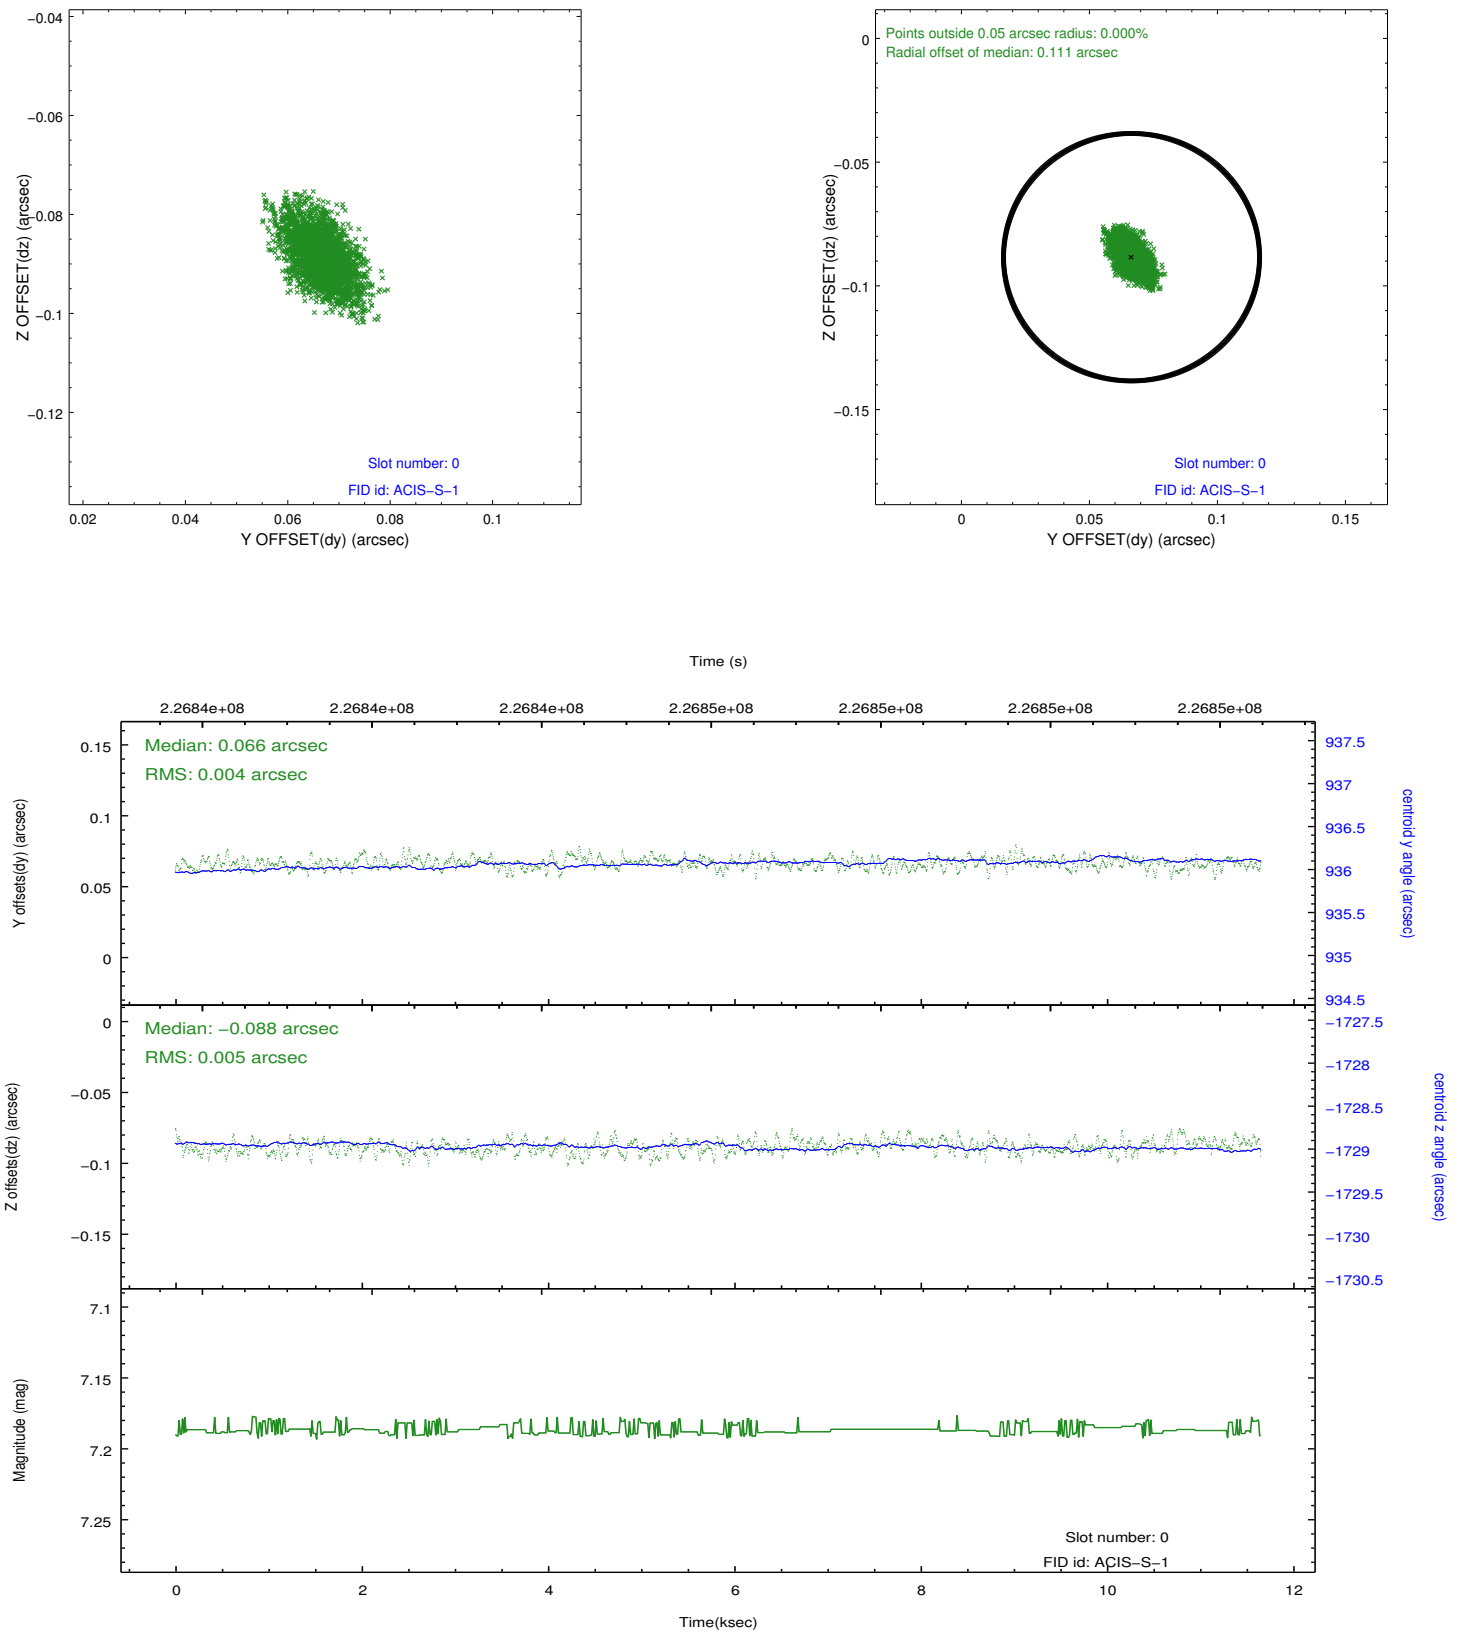 −0.04
−0.06
−0.08
−0.1
−0.12
Z OFFSET(dz) (arcsec)
Slot number: 0
FID id: ACIS−S−1
0.02 0.04 0.06 0.08 0.1
Y OFFSET(dy) (arcsec)
Points outside 0.05 arcsec radius: 0.000%
Radial offset of median: 0.111 arcsec
0
−0.05
−0.1
−0.15
Z OFFSET(dz) (arcsec)
Slot number: 0
FID id: ACIS−S−1
0 0.05 0.1 0.15
Y OFFSET(dy) (arcsec)
Time (s)
2.2684e+08 2.2684e+08 2.2684e+08 2.2685e+08 2.2685e+08 2.2685e+08 2.2685e+08
Median: 0.066 arcsec
RMS: 0.004 arcsec
0.15
0.1
0.05
0
Y offsets(dy) (arcsec)
937.5
937
936.5
936
935.5
935
934.5
centroid y angle (arcsec)
Median: −0.088 arcsec
RMS: 0.005 arcsec
0
−0.05
−0.1
−0.15
Z offsets(dz) (arcsec)
−1727.5
−1728
−1728.5
−1729
−1729.5
−1730
−1730.5
centroid z angle (arcsec)
7.1
7.15
7.2
7.25
Magnitude (mag)
Slot number: 0
FID id: ACIS−S−1
0 2 4 6 8 10 12
Time(ksec)